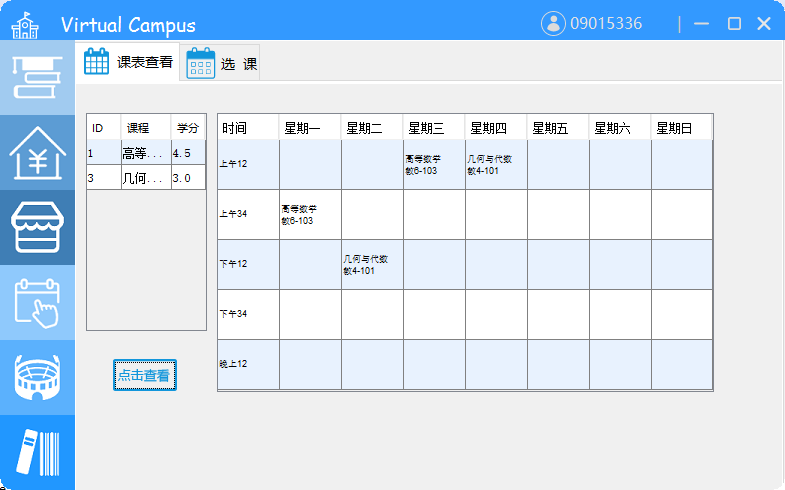 Virtual Campus
09015336
课表查看
选 课
ID 课程 学分
1 高等... 4.5
3 几何... 3.0
点击查看
时间 星期一 星期二 星期三 星期四 星期五 星期六 星期日
上午12
高等数学
教6-103
几何与代数
教4-101
上午34
高等数学
教6-103
下午12
几何与代数
教4-101
下午34
晚上12